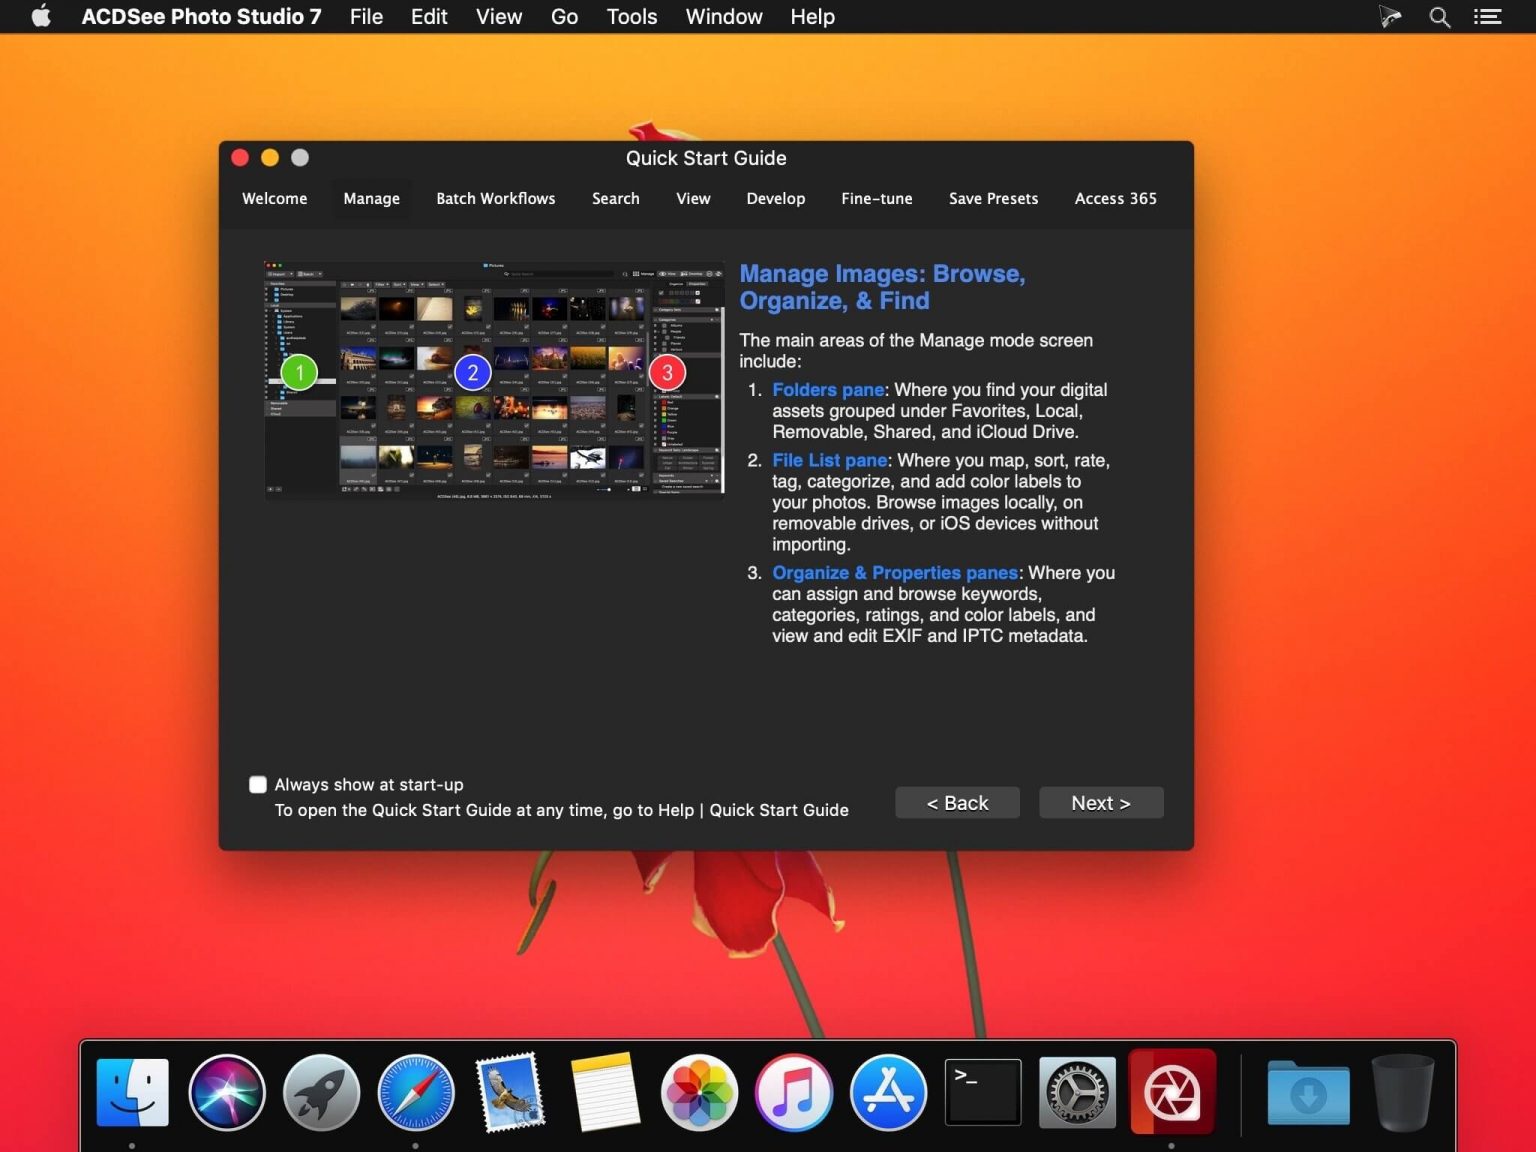 ACDSee Photo Studio 7 File Edit View Go Tools Window Help
Quick Start Guide
Welcome Manage Batch Workflows Search View Develop Fine-tune Save Presets Access 365
Pictures
1
2
3
Manage Images: Browse,
Organize, & Find
The main areas of the Manage mode screen
include:
1. Folders pane: Where you find your digital
assets grouped under Favorites, Local,
Removable, Shared, and iCloud Drive.
2. File List pane: Where you map, sort, rate,
tag, categorize, and add color labels to
your photos. Browse images locally, on
removable drives, or iOS devices without
importing.
3. Organize & Properties panes: Where you
can assign and browse keywords,
categories, ratings, and color labels, and
view and edit EXIF and IPTC metadata.
Always show at start-up
To open the Quick Start Guide at any time, go to Help | Quick Start Guide
< Back
Next >
>_